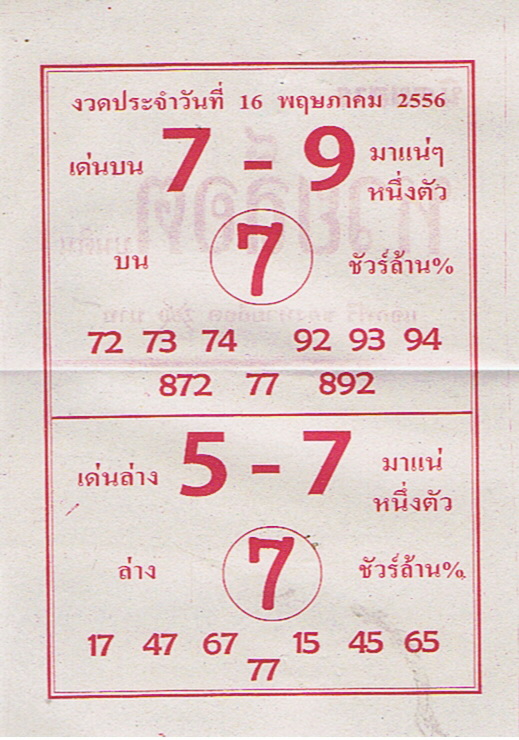 งวดประจำวันที่ 16 พฤษภาคม 2556
เด่นบน 7 - 9 มาแน่ๆ
หนึ่งตัว
บน 7 ชัวร์ล้าน%
72 73 74 92 93 94
872 77 892
เด่นล่าง 5 - 7 มาแน่
หนึ่งตัว
ล่าง 7 ชัวร์ล้าน%
17 47 67 15 45 65
77